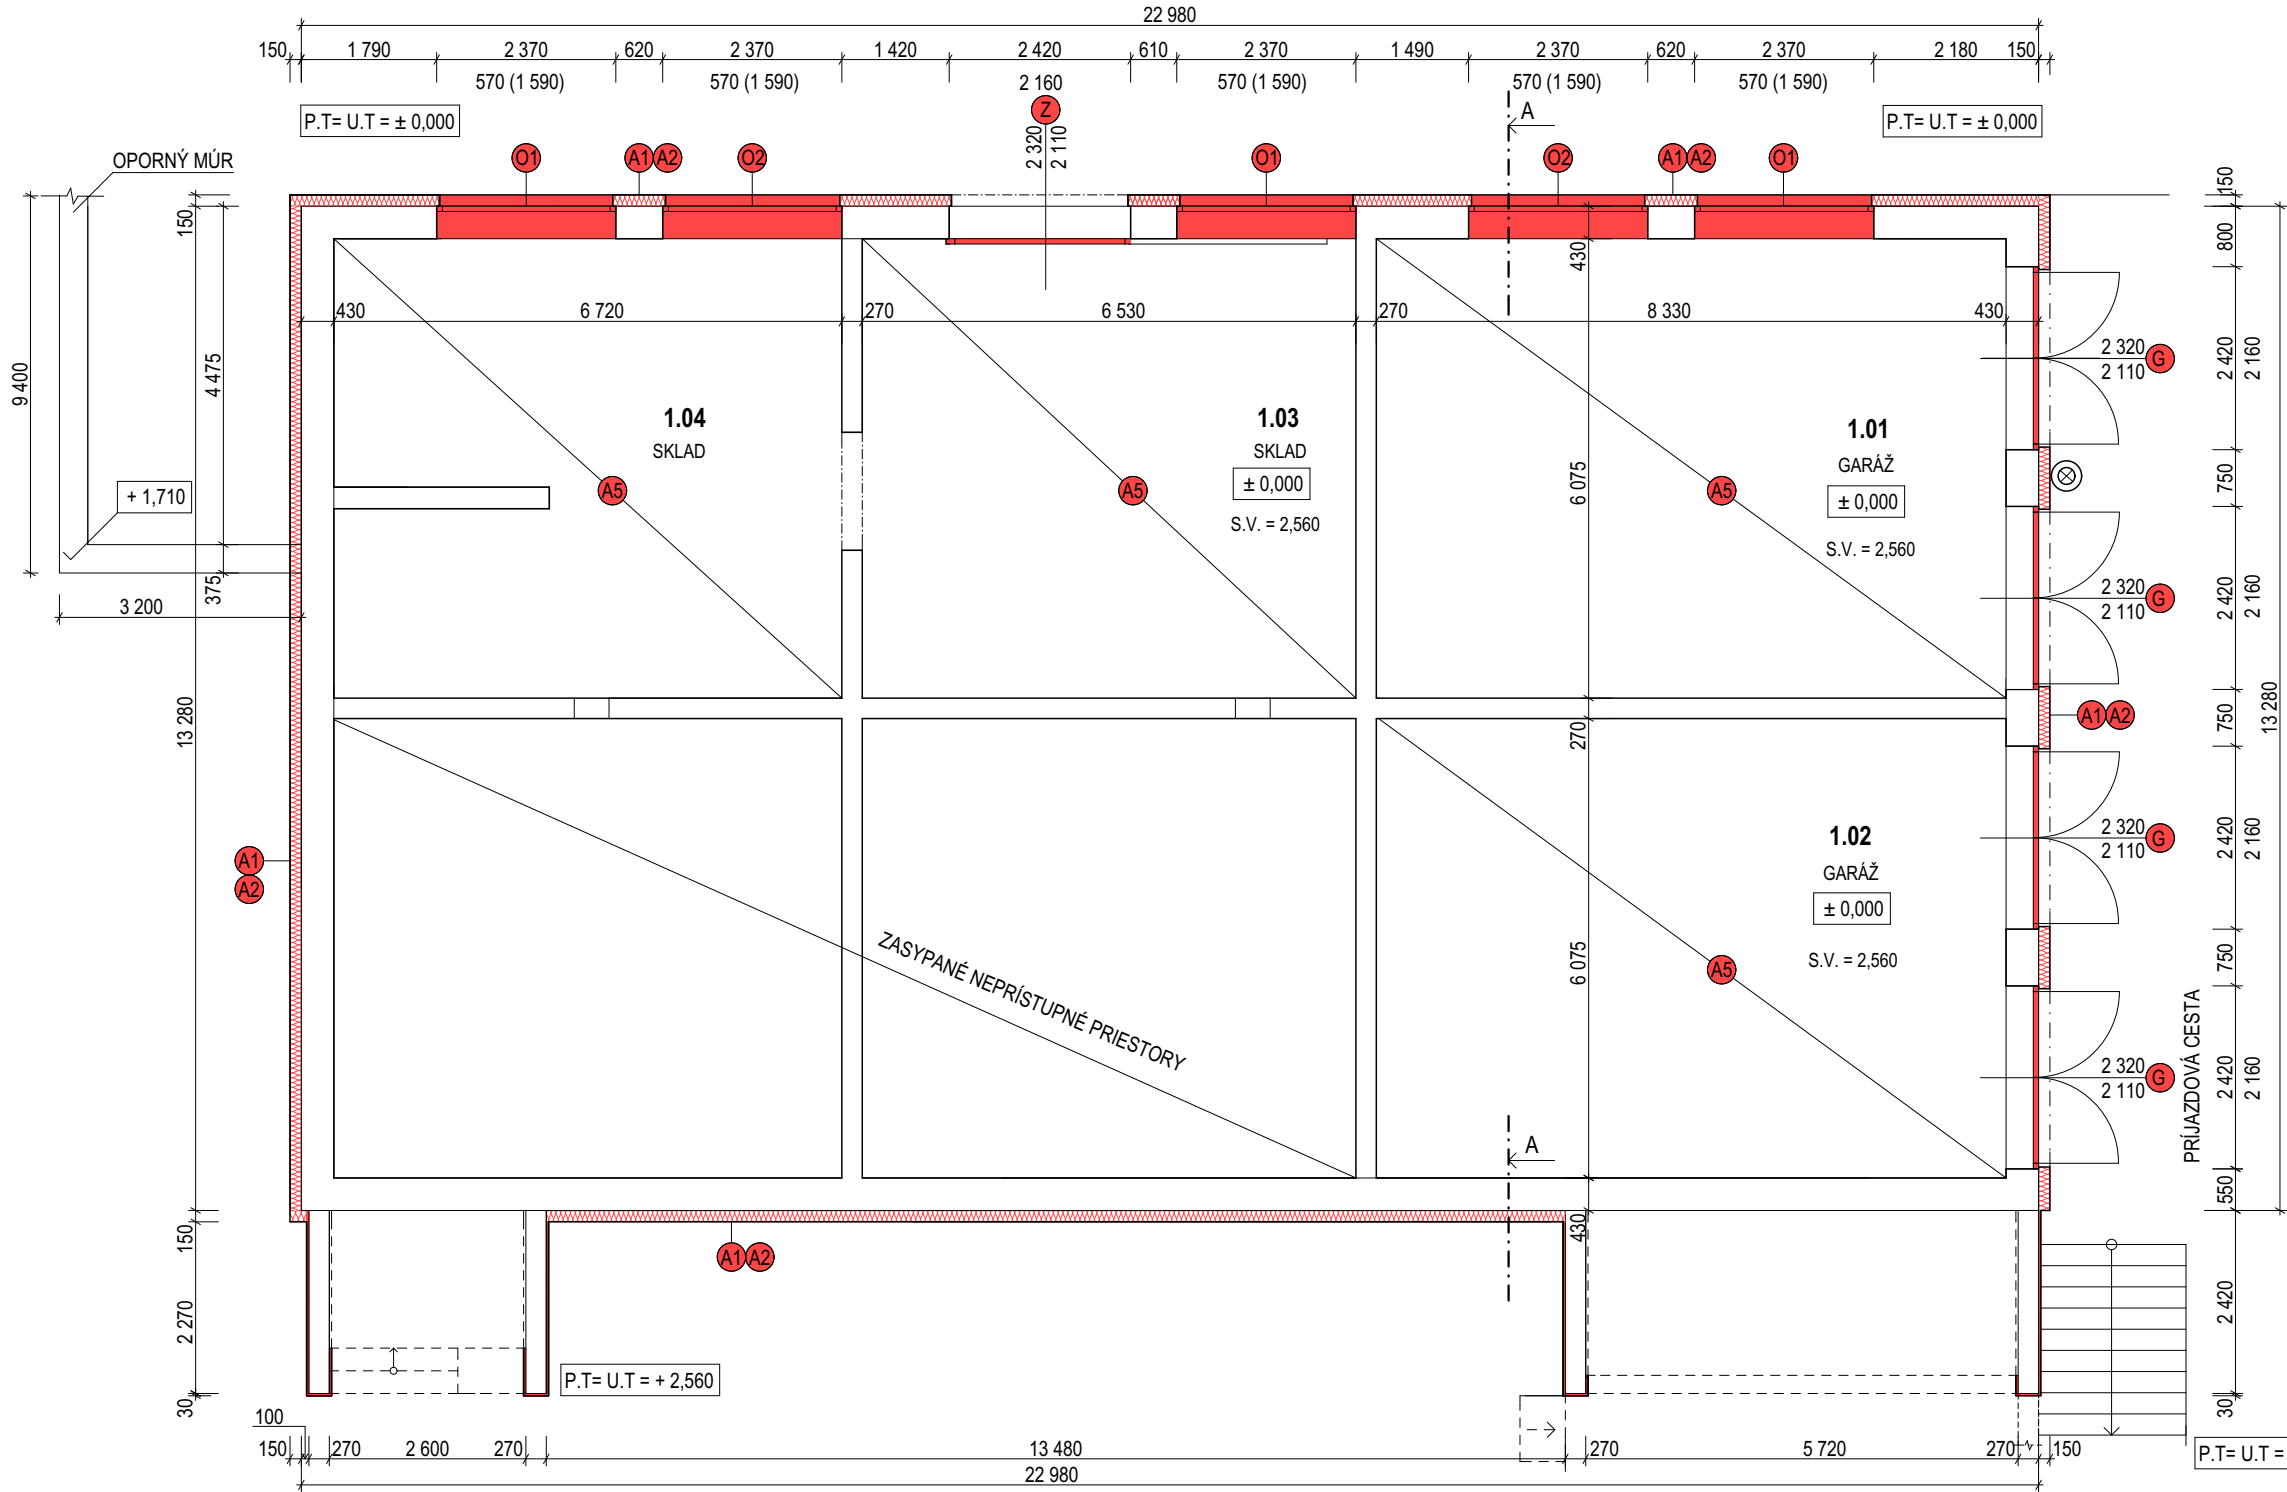 22 980
150 1 790 2 370 620 2 370 1 420 2 420 610 2 370 1 490 2 370 620 2 370 2 180 150
570 (1 590) 570 (1 590) 2 160 570 (1 590) 570 (1 590) 570 (1 590)
P.T= U.T = ± 0,000
Z
A
P.T= U.T = ± 0,000
2 320
2 110
OPORNÝ MÚR
O1 A1 A2 O2 O1 O2 A1 A2 O1
150
150
800
430
430 6 720 270 6 530 270 8 330 430
9 400
4 475
2 320
2 110
G
2 420
2 160
1.04
SKLAD
1.03
SKLAD
± 0,000
S.V. = 2,560
1.01
GARÁŽ
± 0,000
S.V. = 2,560
6 075
A5 A5 A5
+ 1,710
750
375
3 200
2 320
2 110
G
2 420
2 160
13 280
270
A1 A2
750
13 280
2 320
2 110
G
2 420
2 160
1.02
GARÁŽ
± 0,000
S.V. = 2,560
A1
A2
ZASYPANÉ NEPRÍSTUPNÉ PRIESTORY
6 075
A5
750
2 320
2 110
G
2 420
2 160
PRÍJAZDOVÁ CESTA
A
550
150
430
A1 A2
2 270
2 420
P.T= U.T = + 2,560
30
30
100
150 270 2 600 270 13 480 270 5 720 270 150
P.T= U.T =
22 980